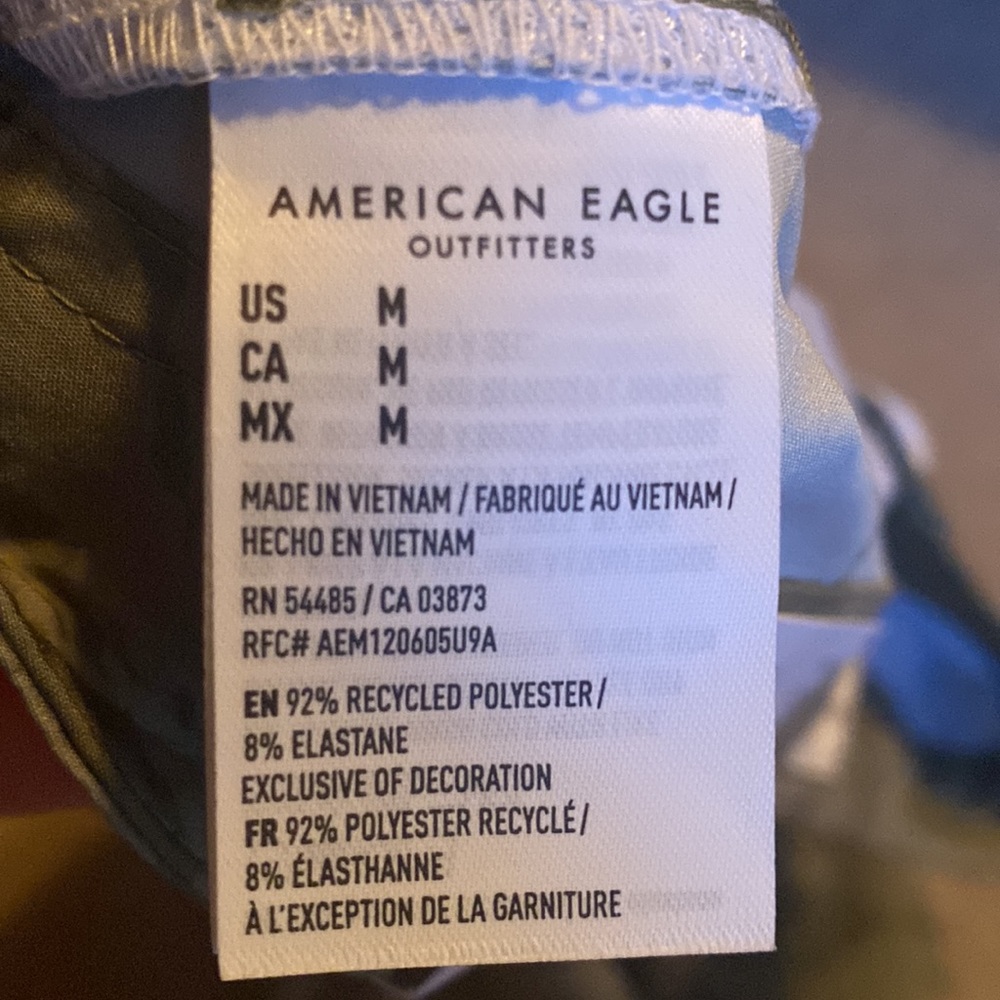 AMERICAN EAGLE
OUTFITTERS
US M
CA M
MX M
MADE IN VIETNAM / FABRIQUÉ AU VIETNAM /
HECHO EN VIETNAM
RN 54485 / CA 03873
RFC# AEM120605U9A
EN 92% RECYCLED POLYESTER /
8% ELASTANE
EXCLUSIVE OF DECORATION
FR 92% POLYESTER RECYCLÉ /
8% ÉLASTHANNE
À L'EXCEPTION DE LA GARNITURE